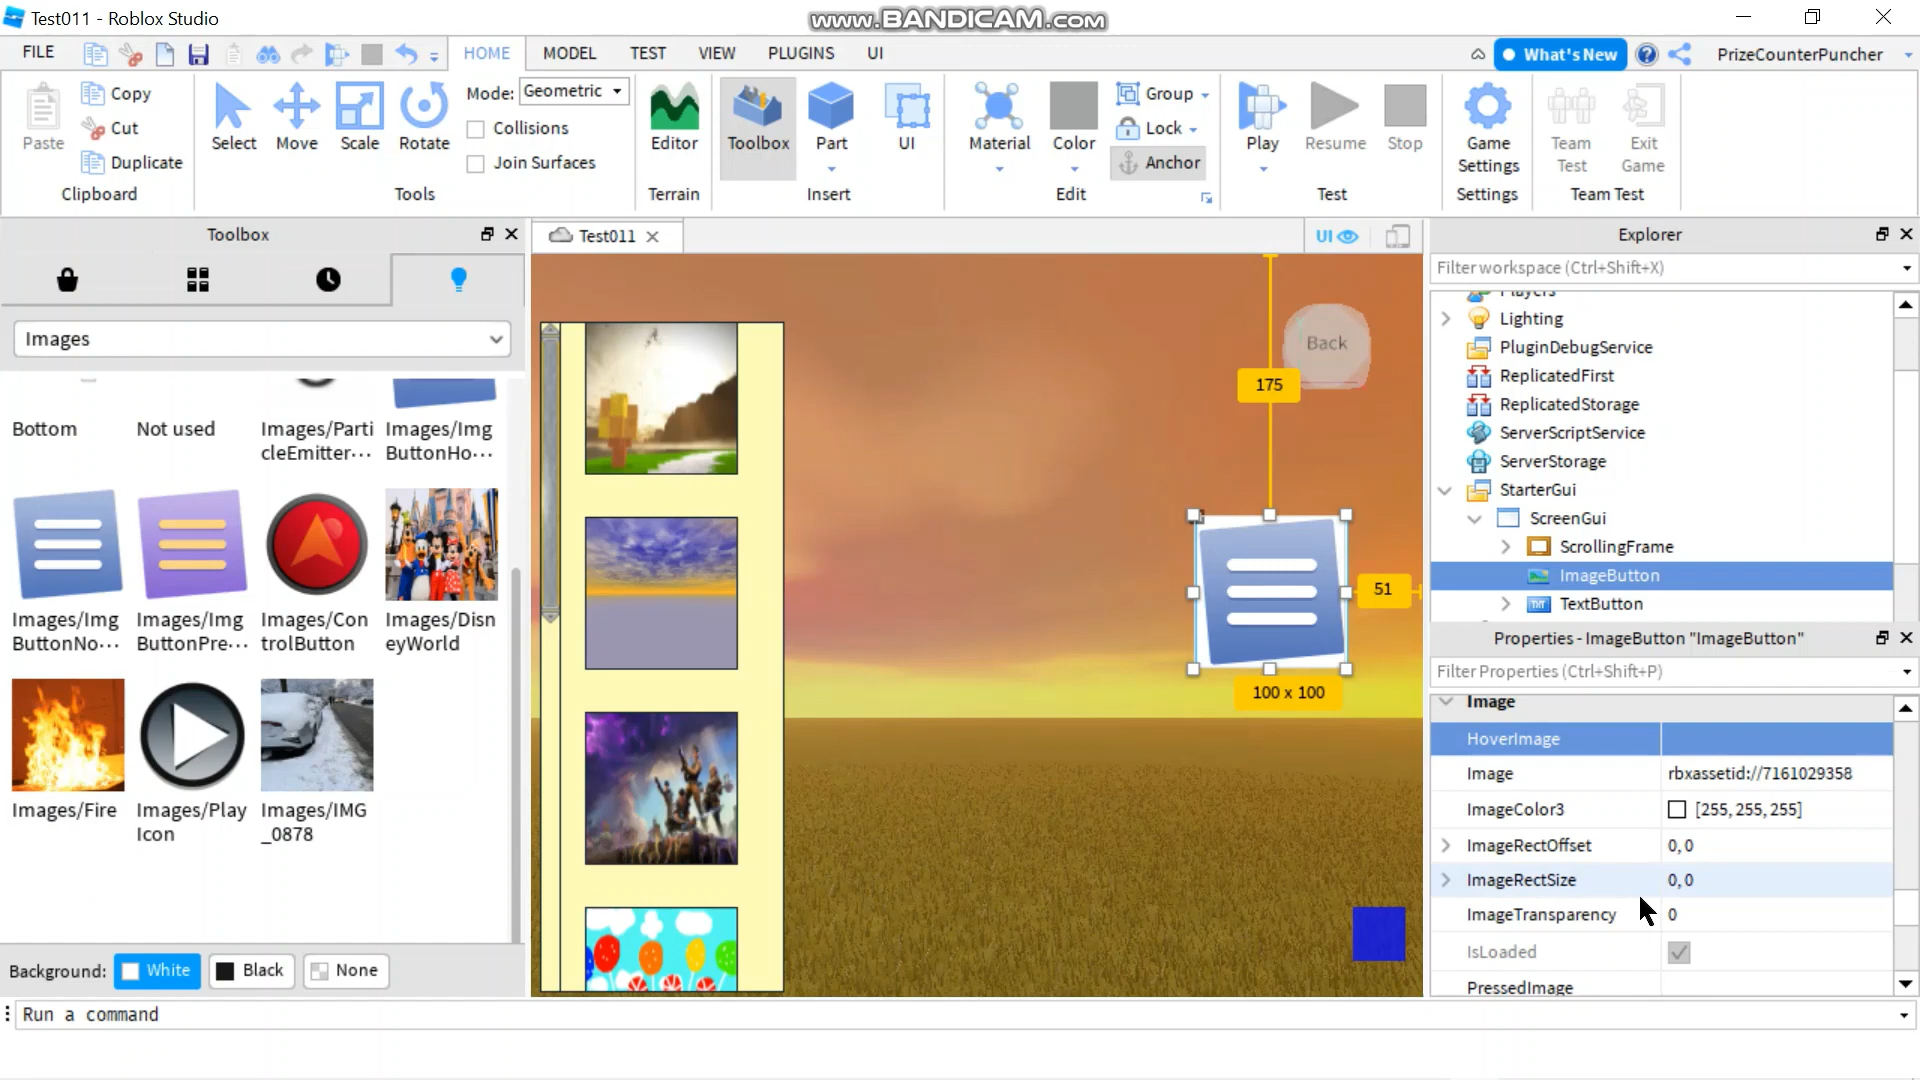 Test011 - Roblox Studio
www.BANDICAM.com
FILE
HOME
MODEL
TEST
VIEW
PLUGINS
UI
What's New
PrizeCounterPuncher
Paste
Copy
Cut
Duplicate
Clipboard
Select
Move
Scale
Rotate
Mode: Geometric
Collisions
Join Surfaces
Tools
Editor
Terrain
Toolbox
Part
UI
Insert
Material
Color
Group
Lock
Anchor
Edit
Play
Resume
Stop
Test
Game
Settings
Settings
Team
Test
Exit
Game
Team Test
Toolbox
Images
Bottom
Not used
Images/Parti
cleEmitter···
Images/Img
ButtonHo···
Images/Img
ButtonNo···
Images/Img
ButtonPre···
Images/Con
trolButton
Images/Disn
eyWorld
Images/Fire
Images/Play
Icon
Images/IMG
_0878
Background: White Black None
Test011
UI
Back
175
51
100 x 100
Explorer
Filter workspace (Ctrl+Shift+X)
Players
Lighting
PluginDebugService
ReplicatedFirst
ReplicatedStorage
ServerScriptService
ServerStorage
StarterGui
ScreenGui
ScrollingFrame
ImageButton
TXT TextButton
Properties - ImageButton "ImageButton"
Filter Properties (Ctrl+Shift+P)
Image
HoverImage
Image rbxassetid://7161029358
ImageColor3 [255, 255, 255]
ImageRectOffset 0, 0
ImageRectSize 0, 0
ImageTransparency 0
IsLoaded
PressedImage
Run a command